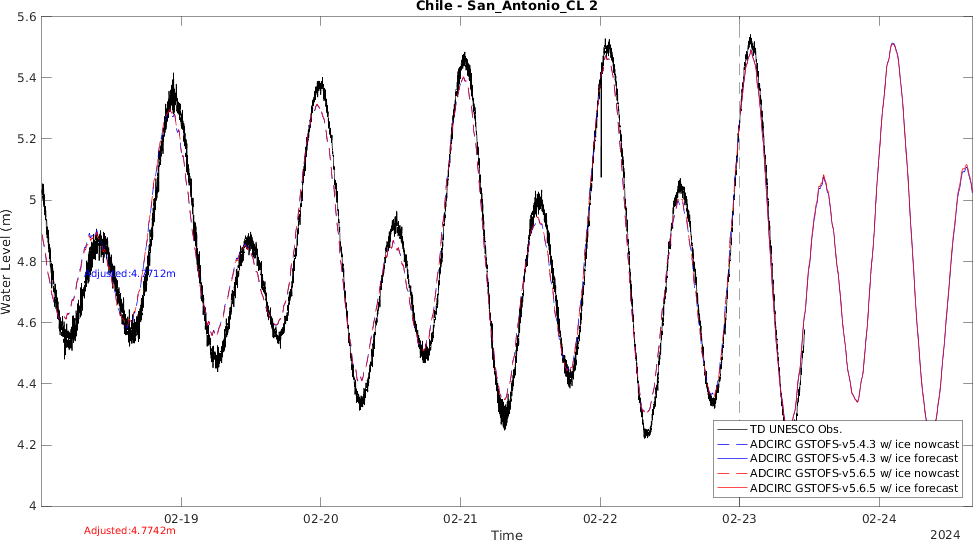 Chile - San_Antonio_CL 2
Water Level (m)
5.6
5.4
5.2
5
4.8
4.6
4.4
4.2
4
Adjusted:4.7712m
TD UNESCO Obs.
ADCIRC GSTOFS-v5.4.3 w/ ice nowcast
ADCIRC GSTOFS-v5.4.3 w/ ice forecast
ADCIRC GSTOFS-v5.6.5 w/ ice nowcast
ADCIRC GSTOFS-v5.6.5 w/ ice forecast
02-19
02-20
02-21
02-22
02-23
02-24
Adjusted:4.7742m
Time
2024